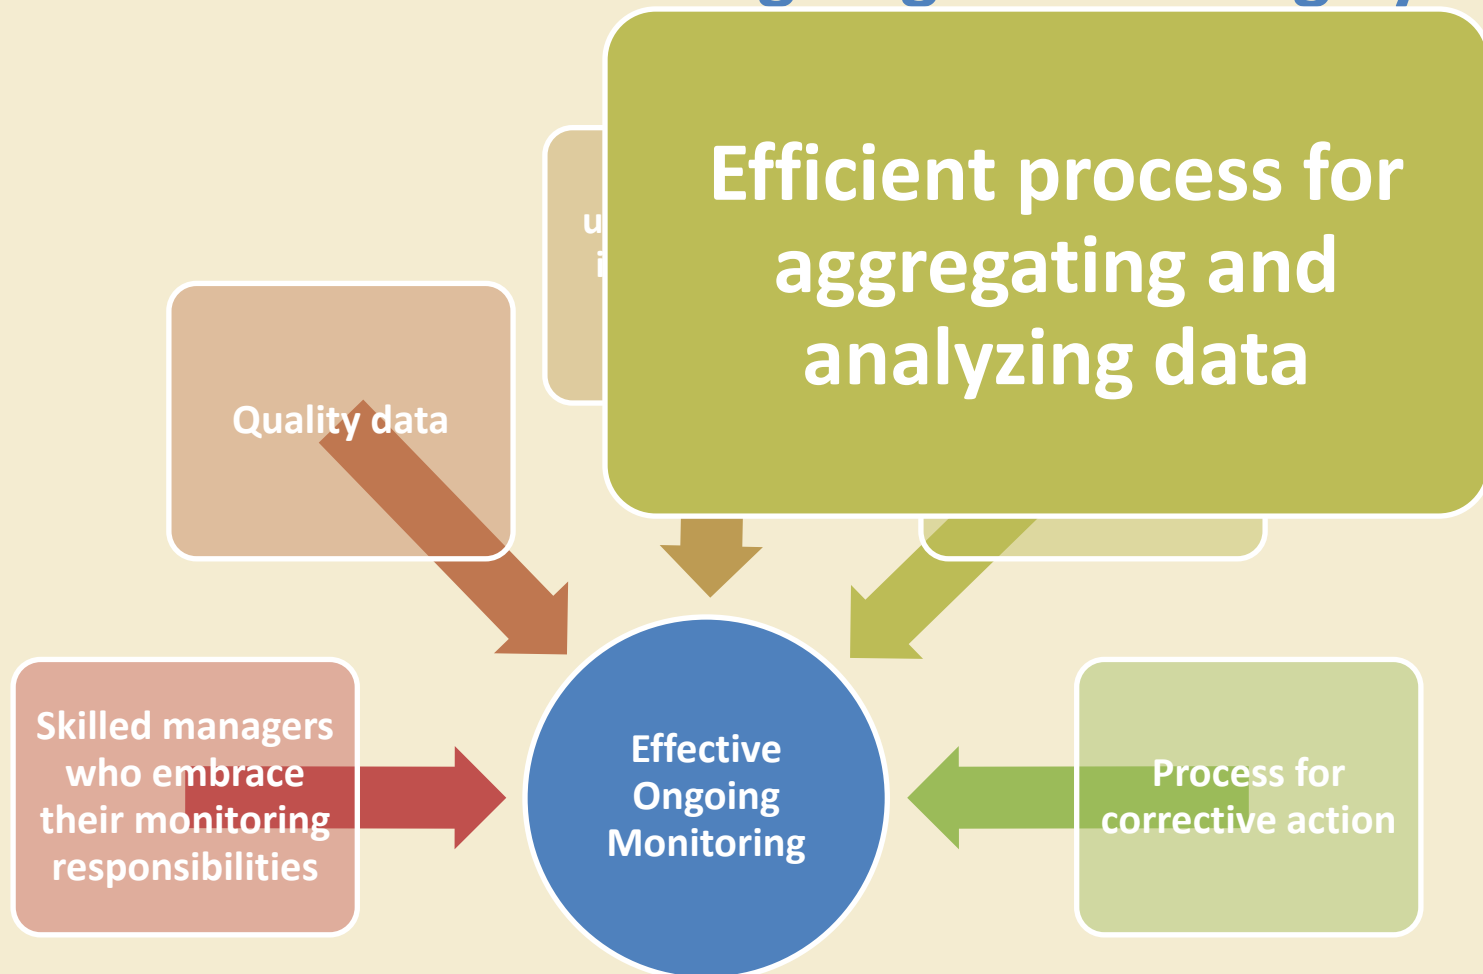 Efficient process for
aggregating and
analyzing data
Quality data
Skilled managers
who embrace
their monitoring
responsibilities
Effective
Ongoing
Monitoring
Process for
corrective action